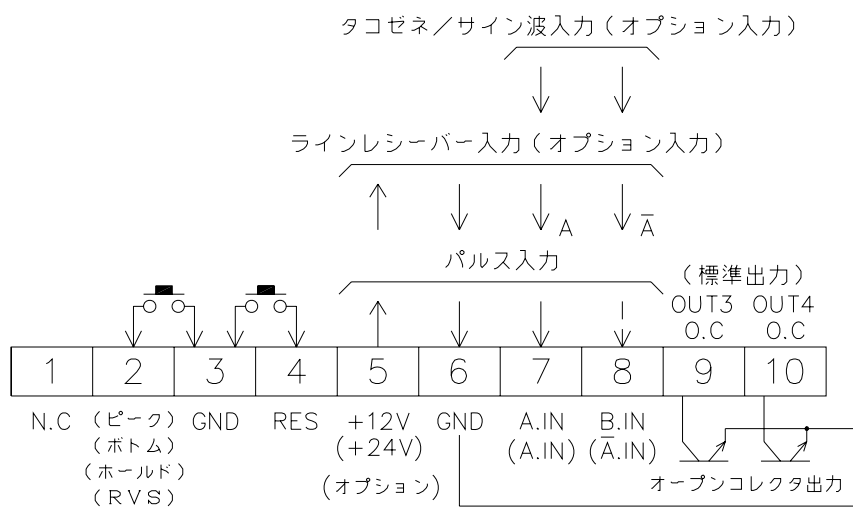 タコゼネ/サイン波入力(オプション入力)
ラインレシーバー入力(オプション入力)
A A̅
パルス入力
(標準出力)
OUT3 OUT4
O.C O.C
1 2 3 4 5 6 7 8 9 10
N.C (ピーク) GND RES +12V GND A.IN B.IN
(ボトム) (+24V) (A.IN) (A̅.IN)
(ホールド)
(オプション) オープンコレクタ出力
(RVS)